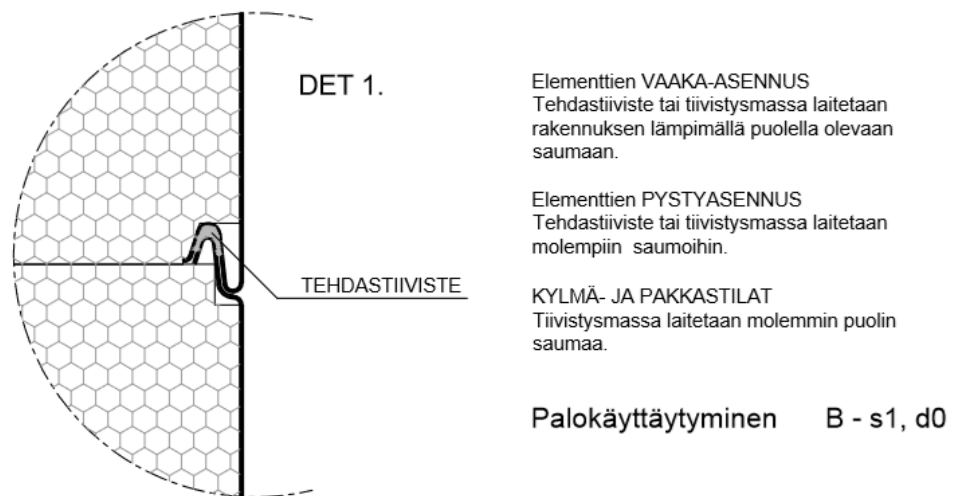 DET 1.
TEHDASTIIVISTE
Elementtien VAAKA-ASENNUS
Tehdastiiviste tai tiivistysmassa laitetaan
rakennuksen lämpimällä puolella olevaan
saumaan.
Elementtien PYSTYASENNUS
Tehdastiiviste tai tiivistysmassa laitetaan
molempiin saumoihin.
KYLMÄ- JA PAKKASTILAT
Tiivistysmassa laitetaan molemmin puolin
saumaa.
Palokäyttäytyminen B - s1, d0